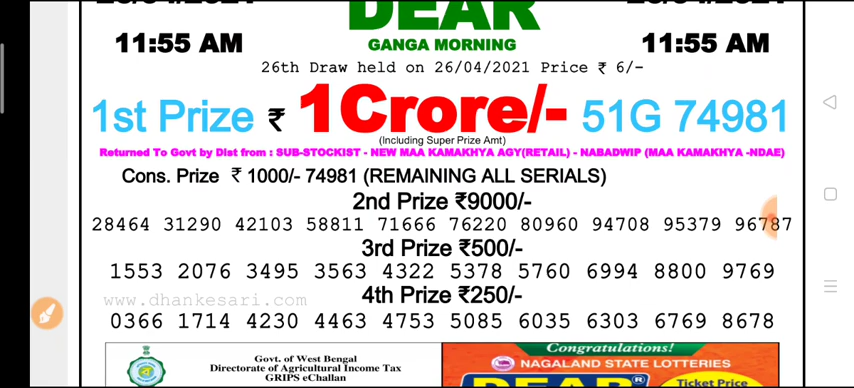 DEAR
11:55 AM
GANGA MORNING
11:55 AM
26th Draw held on 26/04/2021 Price ₹ 6/-
1st Prize ₹ 1Crore/- 51G 74981
(Including Super Prize Amt)
Returned To Govt by Dist from : SUB-STOCKIST - NEW MAA KAMAKHYA AGY(RETAIL) - NABADWIP (MAA KAMAKHYA -NDAE)
Cons. Prize ₹ 1000/- 74981 (REMAINING ALL SERIALS)
2nd Prize ₹9000/-
28464 31290 42103 58811 71666 76220 80960 94708 95379 96787
3rd Prize ₹500/-
1553 2076 3495 3563 4322 5378 5760 6994 8800 9769
www.dhankesari.com
4th Prize ₹250/-
0366 1714 4230 4463 4753 5085 6035 6303 6769 8678
Govt. of West Bengal
Directorate of Agricultural Income Tax
GRIPS eChallan
Congratulations!
NAGALAND STATE LOTTERIES
DEAR®
Ticket Price